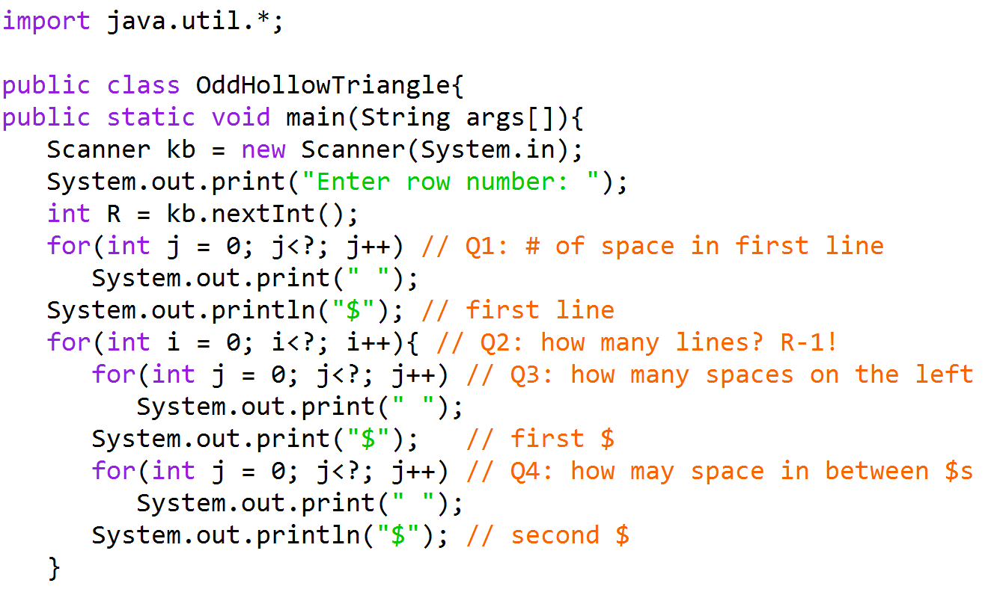 import java.util.*;

public class OddHollowTriangle{
public static void main(String args[]){
   Scanner kb = new Scanner(System.in);
   System.out.print("Enter row number: ");
   int R = kb.nextInt();
   for(int j = 0; j<?; j++) // Q1: # of space in first line
      System.out.print(" ");
   System.out.println("$"); // first line
   for(int i = 0; i<?; i++){ // Q2: how many lines? R-1!
      for(int j = 0; j<?; j++) // Q3: how many spaces on the left
         System.out.print(" ");
      System.out.print("$");   // first $
      for(int j = 0; j<?; j++) // Q4: how may space in between $s
         System.out.print(" ");
      System.out.println("$"); // second $
   }